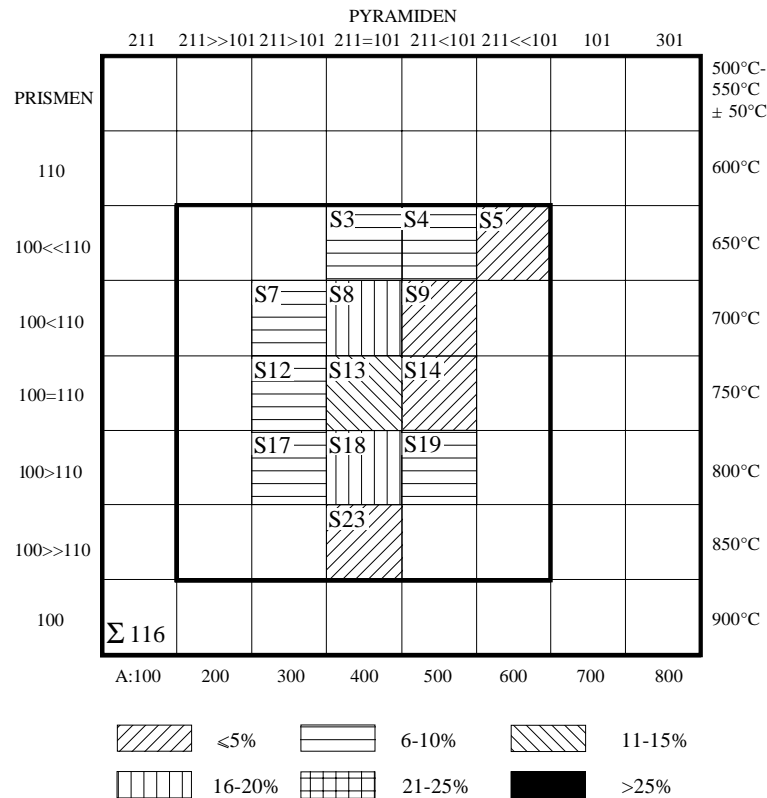 PYRAMIDEN
211 211>>101 211>101 211=101 211<101 211<<101 101 301
PRISMEN
500°C-
550°C
± 50°C
110 600°C
100<<110 S3 S4 S5 650°C
100<110 S7 S8 S9 700°C
100=110 S12 S13 S14 750°C
100>110 S17 S18 S19 800°C
100>>110 S23 850°C
100 Σ 116 900°C
A:100 200 300 400 500 600 700 800
⩽5% 6-10% 11-15%
16-20% 21-25% >25%